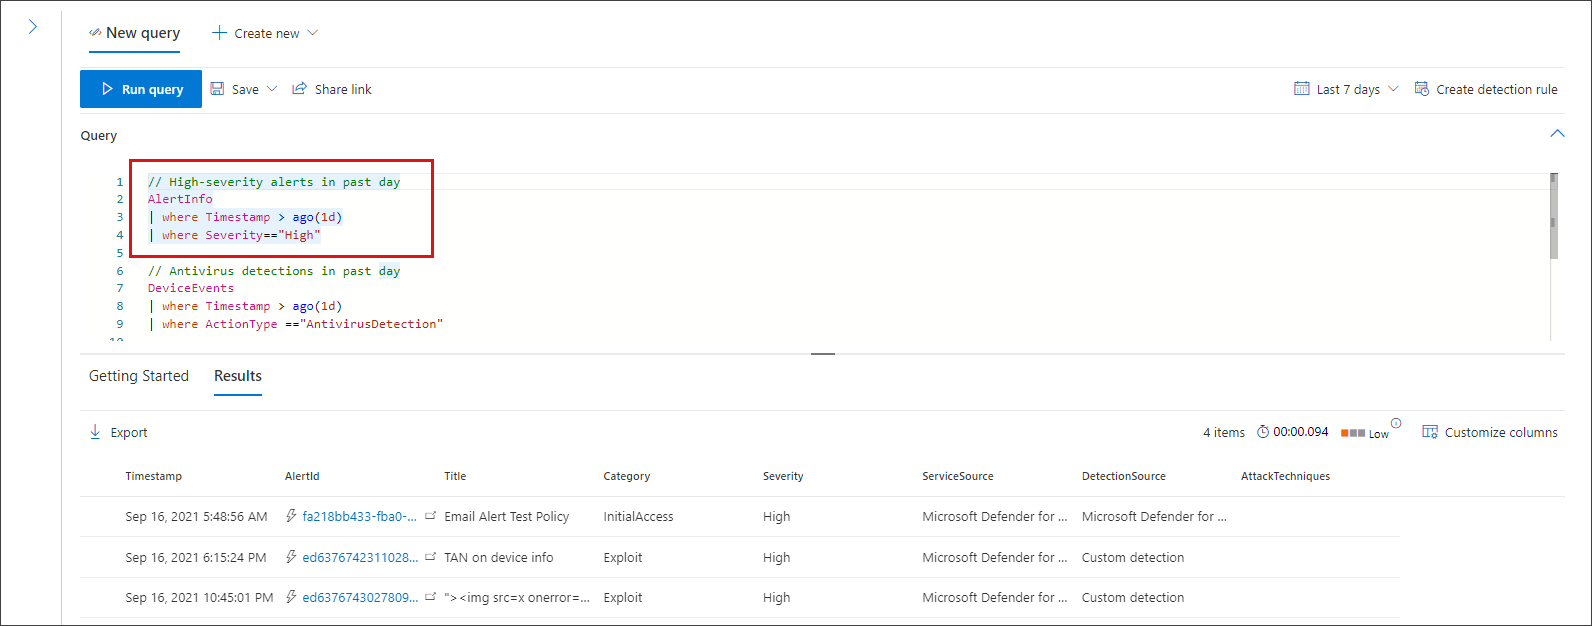 New query Create new
Run query Save Share link Last 7 days Create detection rule
Query
1 // High-severity alerts in past day
2 AlertInfo
3 | where Timestamp > ago(1d)
4 | where Severity=="High"
5
6 // Antivirus detections in past day
7 DeviceEvents
8 | where Timestamp > ago(1d)
9 | where ActionType =="AntivirusDetection"
10
Getting Started Results
Export 4 items 00:00.094 Low Customize columns
Timestamp AlertId Title Category Severity ServiceSource DetectionSource AttackTechniques
Sep 16, 2021 5:48:56 AM fa218bb433-fba0-... Email Alert Test Policy InitialAccess High Microsoft Defender for ... Microsoft Defender for ...
Sep 16, 2021 6:15:24 PM ed6376742311028... TAN on device info Exploit High Microsoft Defender for ... Custom detection
Sep 16, 2021 10:45:01 PM ed6376743027809... "><img src=x onerror=... Exploit High Microsoft Defender for ... Custom detection